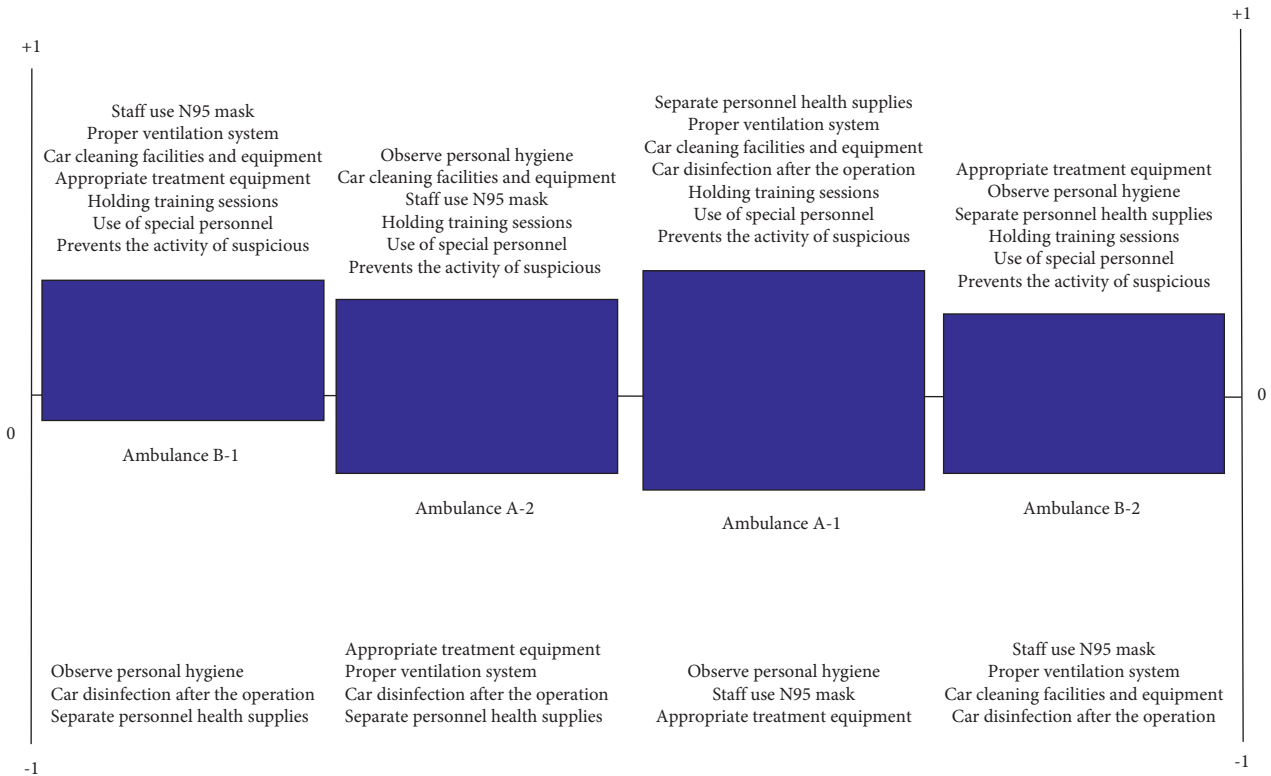 +1
+1
Staff use N95 mask
Proper ventilation system
Car cleaning facilities and equipment
Appropriate treatment equipment
Holding training sessions
Use of special personnel
Prevents the activity of suspicious
Observe personal hygiene
Car cleaning facilities and equipment
Staff use N95 mask
Holding training sessions
Use of special personnel
Prevents the activity of suspicious
Separate personnel health supplies
Proper ventilation system
Car cleaning facilities and equipment
Car disinfection after the operation
Holding training sessions
Use of special personnel
Prevents the activity of suspicious
Appropriate treatment equipment
Observe personal hygiene
Separate personnel health supplies
Holding training sessions
Use of special personnel
Prevents the activity of suspicious
0
0
Ambulance B-1
Ambulance A-2
Ambulance A-1
Ambulance B-2
Observe personal hygiene
Car disinfection after the operation
Separate personnel health supplies
Appropriate treatment equipment
Proper ventilation system
Car disinfection after the operation
Separate personnel health supplies
Observe personal hygiene
Staff use N95 mask
Appropriate treatment equipment
Staff use N95 mask
Proper ventilation system
Car cleaning facilities and equipment
Car disinfection after the operation
-1
-1